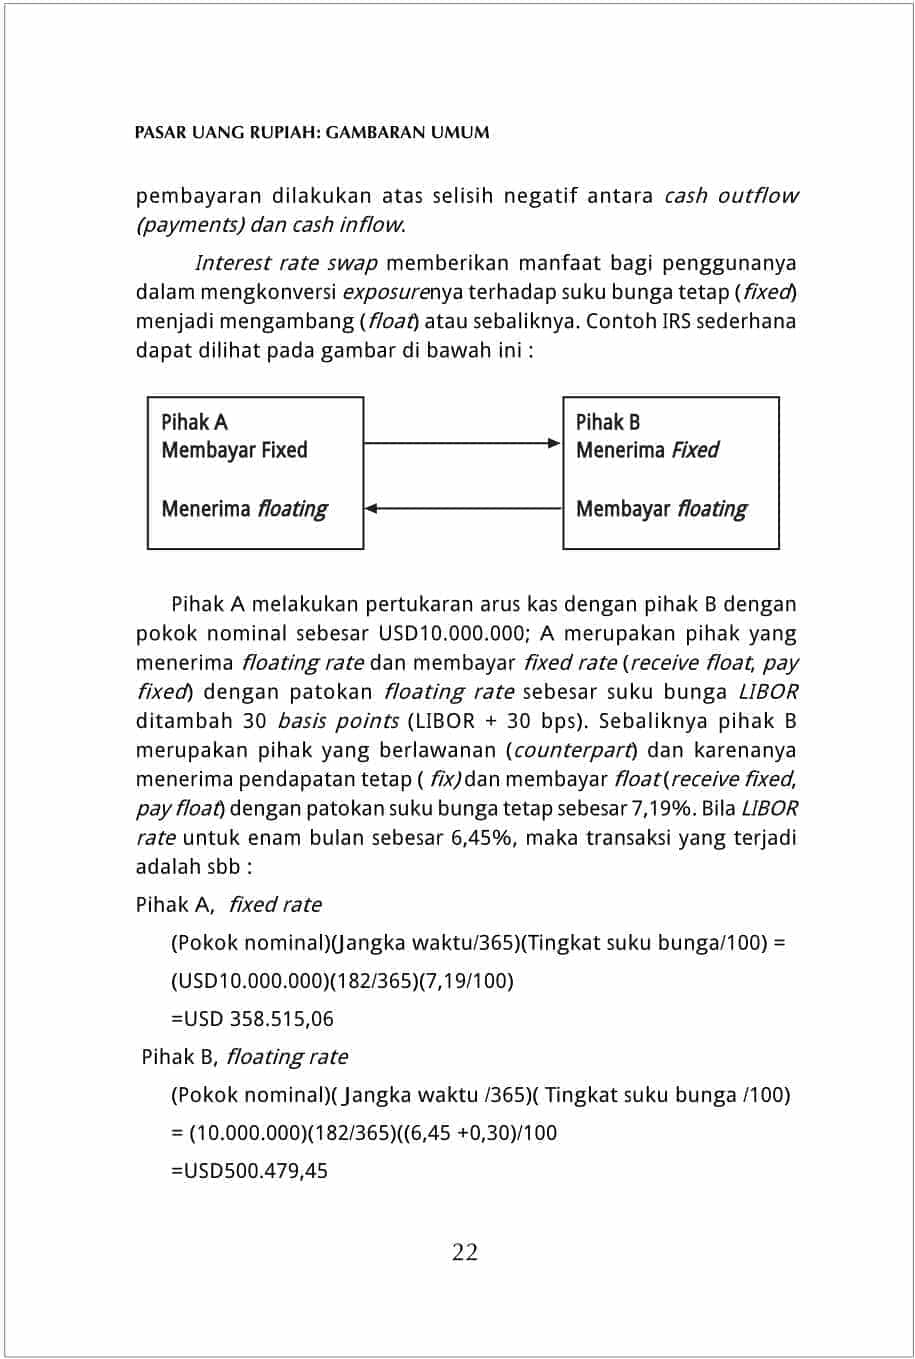 PASAR UANG RUPIAH: GAMBARAN UMUM
pembayaran dilakukan atas selisih negatif antara cash outflow
(payments) dan cash inflow.
Interest rate swap memberikan manfaat bagi penggunanya
dalam mengkonversi exposurenya terhadap suku bunga tetap (fixed)
menjadi mengambang (float) atau sebaliknya. Contoh IRS sederhana
dapat dilihat pada gambar di bawah ini :
Pihak A
Membayar Fixed
Menerima floating
Pihak B
Menerima Fixed
Membayar floating
Pihak A melakukan pertukaran arus kas dengan pihak B dengan
pokok nominal sebesar USD10.000.000; A merupakan pihak yang
menerima floating rate dan membayar fixed rate (receive float, pay
fixed) dengan patokan floating rate sebesar suku bunga LIBOR
ditambah 30 basis points (LIBOR + 30 bps). Sebaliknya pihak B
merupakan pihak yang berlawanan (counterpart) dan karenanya
menerima pendapatan tetap ( fix) dan membayar float (receive fixed,
pay float) dengan patokan suku bunga tetap sebesar 7,19%. Bila LIBOR
rate untuk enam bulan sebesar 6,45%, maka transaksi yang terjadi
adalah sbb :
Pihak A, fixed rate
(Pokok nominal)(Jangka waktu/365)(Tingkat suku bunga/100) =
(USD10.000.000)(182/365)(7,19/100)
=USD 358.515,06
Pihak B, floating rate
(Pokok nominal)( Jangka waktu /365)( Tingkat suku bunga /100)
= (10.000.000)(182/365)((6,45 +0,30)/100
=USD500.479,45
22